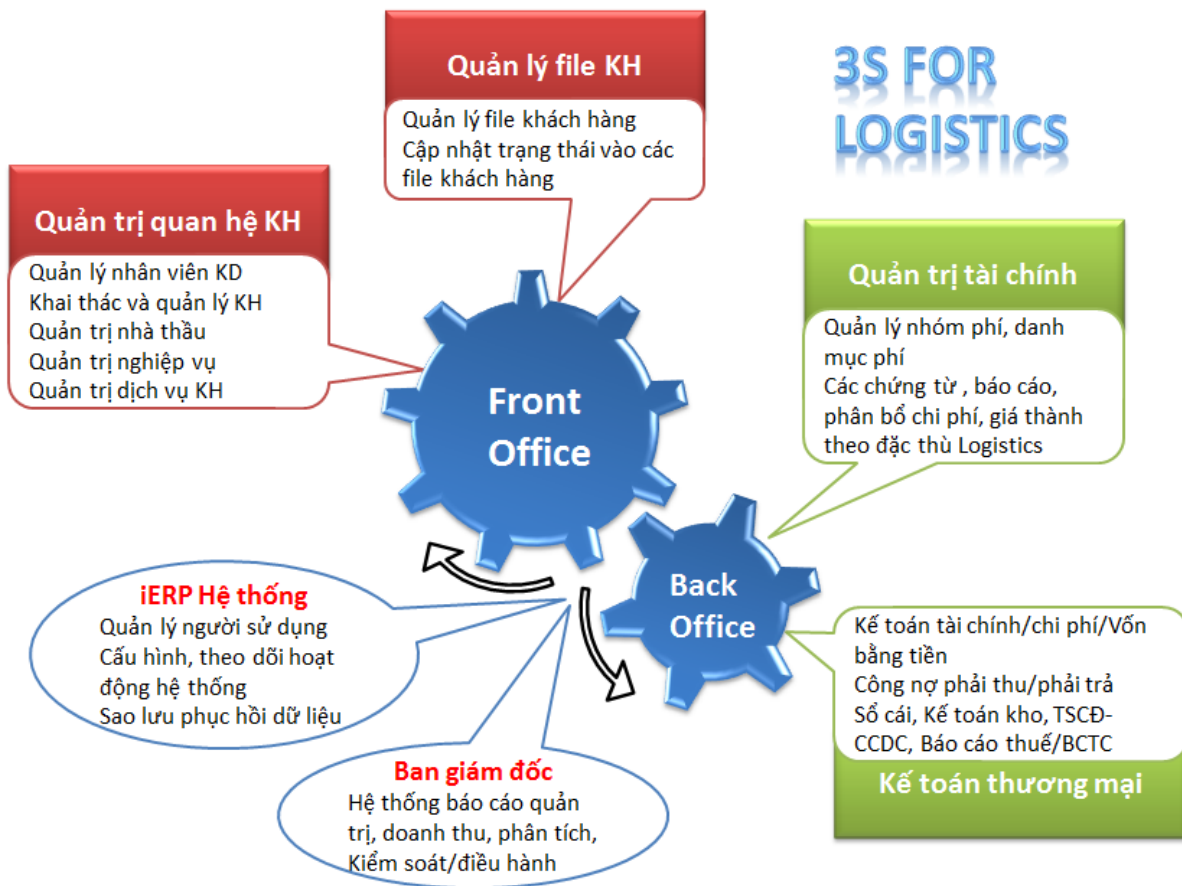 3S FOR
LOGISTICS
Quản lý file KH
Quản lý file khách hàng
Cập nhật trạng thái vào các
file khách hàng
Quản trị quan hệ KH
Quản lý nhân viên KD
Khai thác và quản lý KH
Quản trị nhà thầu
Quản trị nghiệp vụ
Quản trị dịch vụ KH
Quản trị tài chính
Quản lý nhóm phí, danh
mục phí
Các chứng từ , báo cáo,
phân bổ chi phí, giá thành
theo đặc thù Logistics
Front
Office
Back
Office
iERP Hệ thống
Quản lý người sử dụng
Cấu hình, theo dõi hoạt
động hệ thống
Sao lưu phục hồi dữ liệu
Kế toán tài chính/chi phí/Vốn
bằng tiền
Công nợ phải thu/phải trả
Sổ cái, Kế toán kho, TSCĐ-
CCDC, Báo cáo thuế/BCTC
Kế toán thương mại
Ban giám đốc
Hệ thống báo cáo quản
trị, doanh thu, phân tích,
Kiểm soát/điều hành